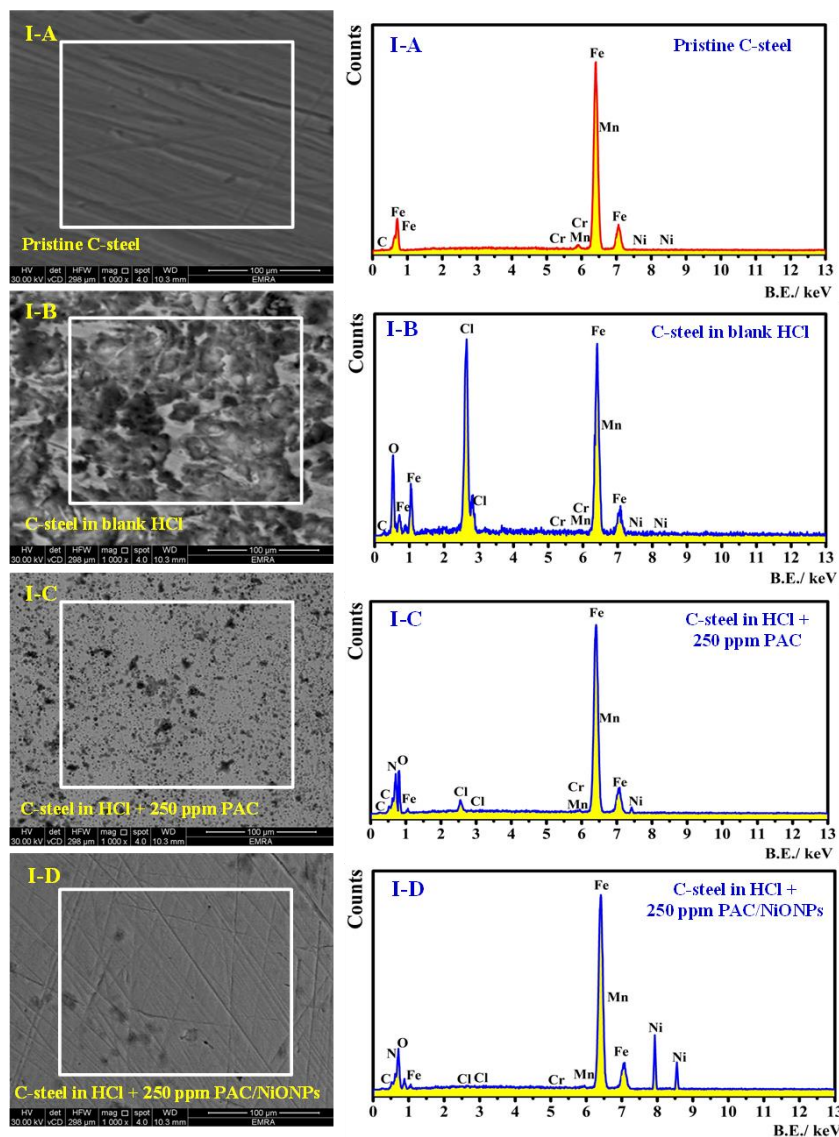 I-A
Pristine C-steel
HV det HFW mag □ spot WD 100 µm
30.00 kV vCD 298 µm 1 000 x 4.0 10.3 mm EMRA
I-A
Pristine C-steel
Counts
Fe
Mn
Fe
C Fe
Cr
Cr Mn
Fe
Ni Ni
0 1 2 3 4 5 6 7 8 9 10 11 12 13
B.E./ keV
I-B
C-steel in blank HCl
HV det HFW mag □ spot WD 100 µm
30.00 kV vCD 298 µm 1 000 x 4.0 10.3 mm EMRA
I-B
C-steel in blank HCl
Counts
Cl
Fe
Mn
O
Fe
C Fe
Cl
Cr
Cr Mn
Fe
Ni Ni
0 1 2 3 4 5 6 7 8 9 10 11 12 13
B.E./ keV
I-C
C-steel in HCl + 250 ppm PAC
HV det HFW mag □ spot WD 100 µm
30.00 kV vCD 298 µm 1 000 x 4.0 10.3 mm EMRA
I-C
C-steel in HCl +
250 ppm PAC
Counts
Fe
Mn
N O
C
C Fe
Cl Cl
Cr
Mn
Fe
Ni
0 1 2 3 4 5 6 7 8 9 10 11 12 13
B.E./ keV
I-D
C-steel in HCl + 250 ppm PAC/NiONPs
HV det HFW mag □ spot WD 100 µm
30.00 kV vCD 298 µm 1 000 x 4.0 10.3 mm EMRA
I-D
C-steel in HCl +
250 ppm PAC/NiONPs
Counts
Fe
Mn
N O
C Fe
Cl Cl
Cr
Mn
Fe
Ni
Ni
0 1 2 3 4 5 6 7 8 9 10 11 12 13
B.E./ keV